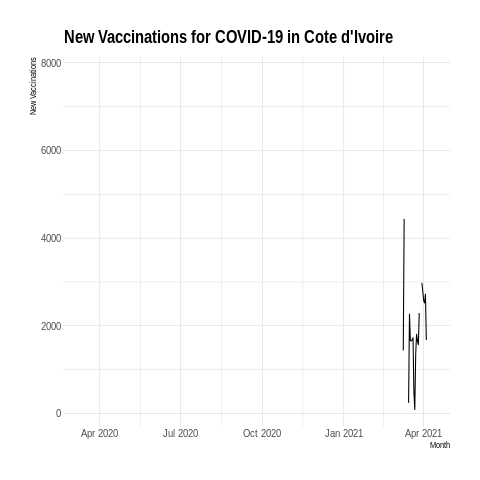 New Vaccinations for COVID-19 in Cote d'Ivoire
New Vaccinations
8000
6000
4000
2000
0
Apr 2020 Jul 2020 Oct 2020 Jan 2021 Apr 2021
Month